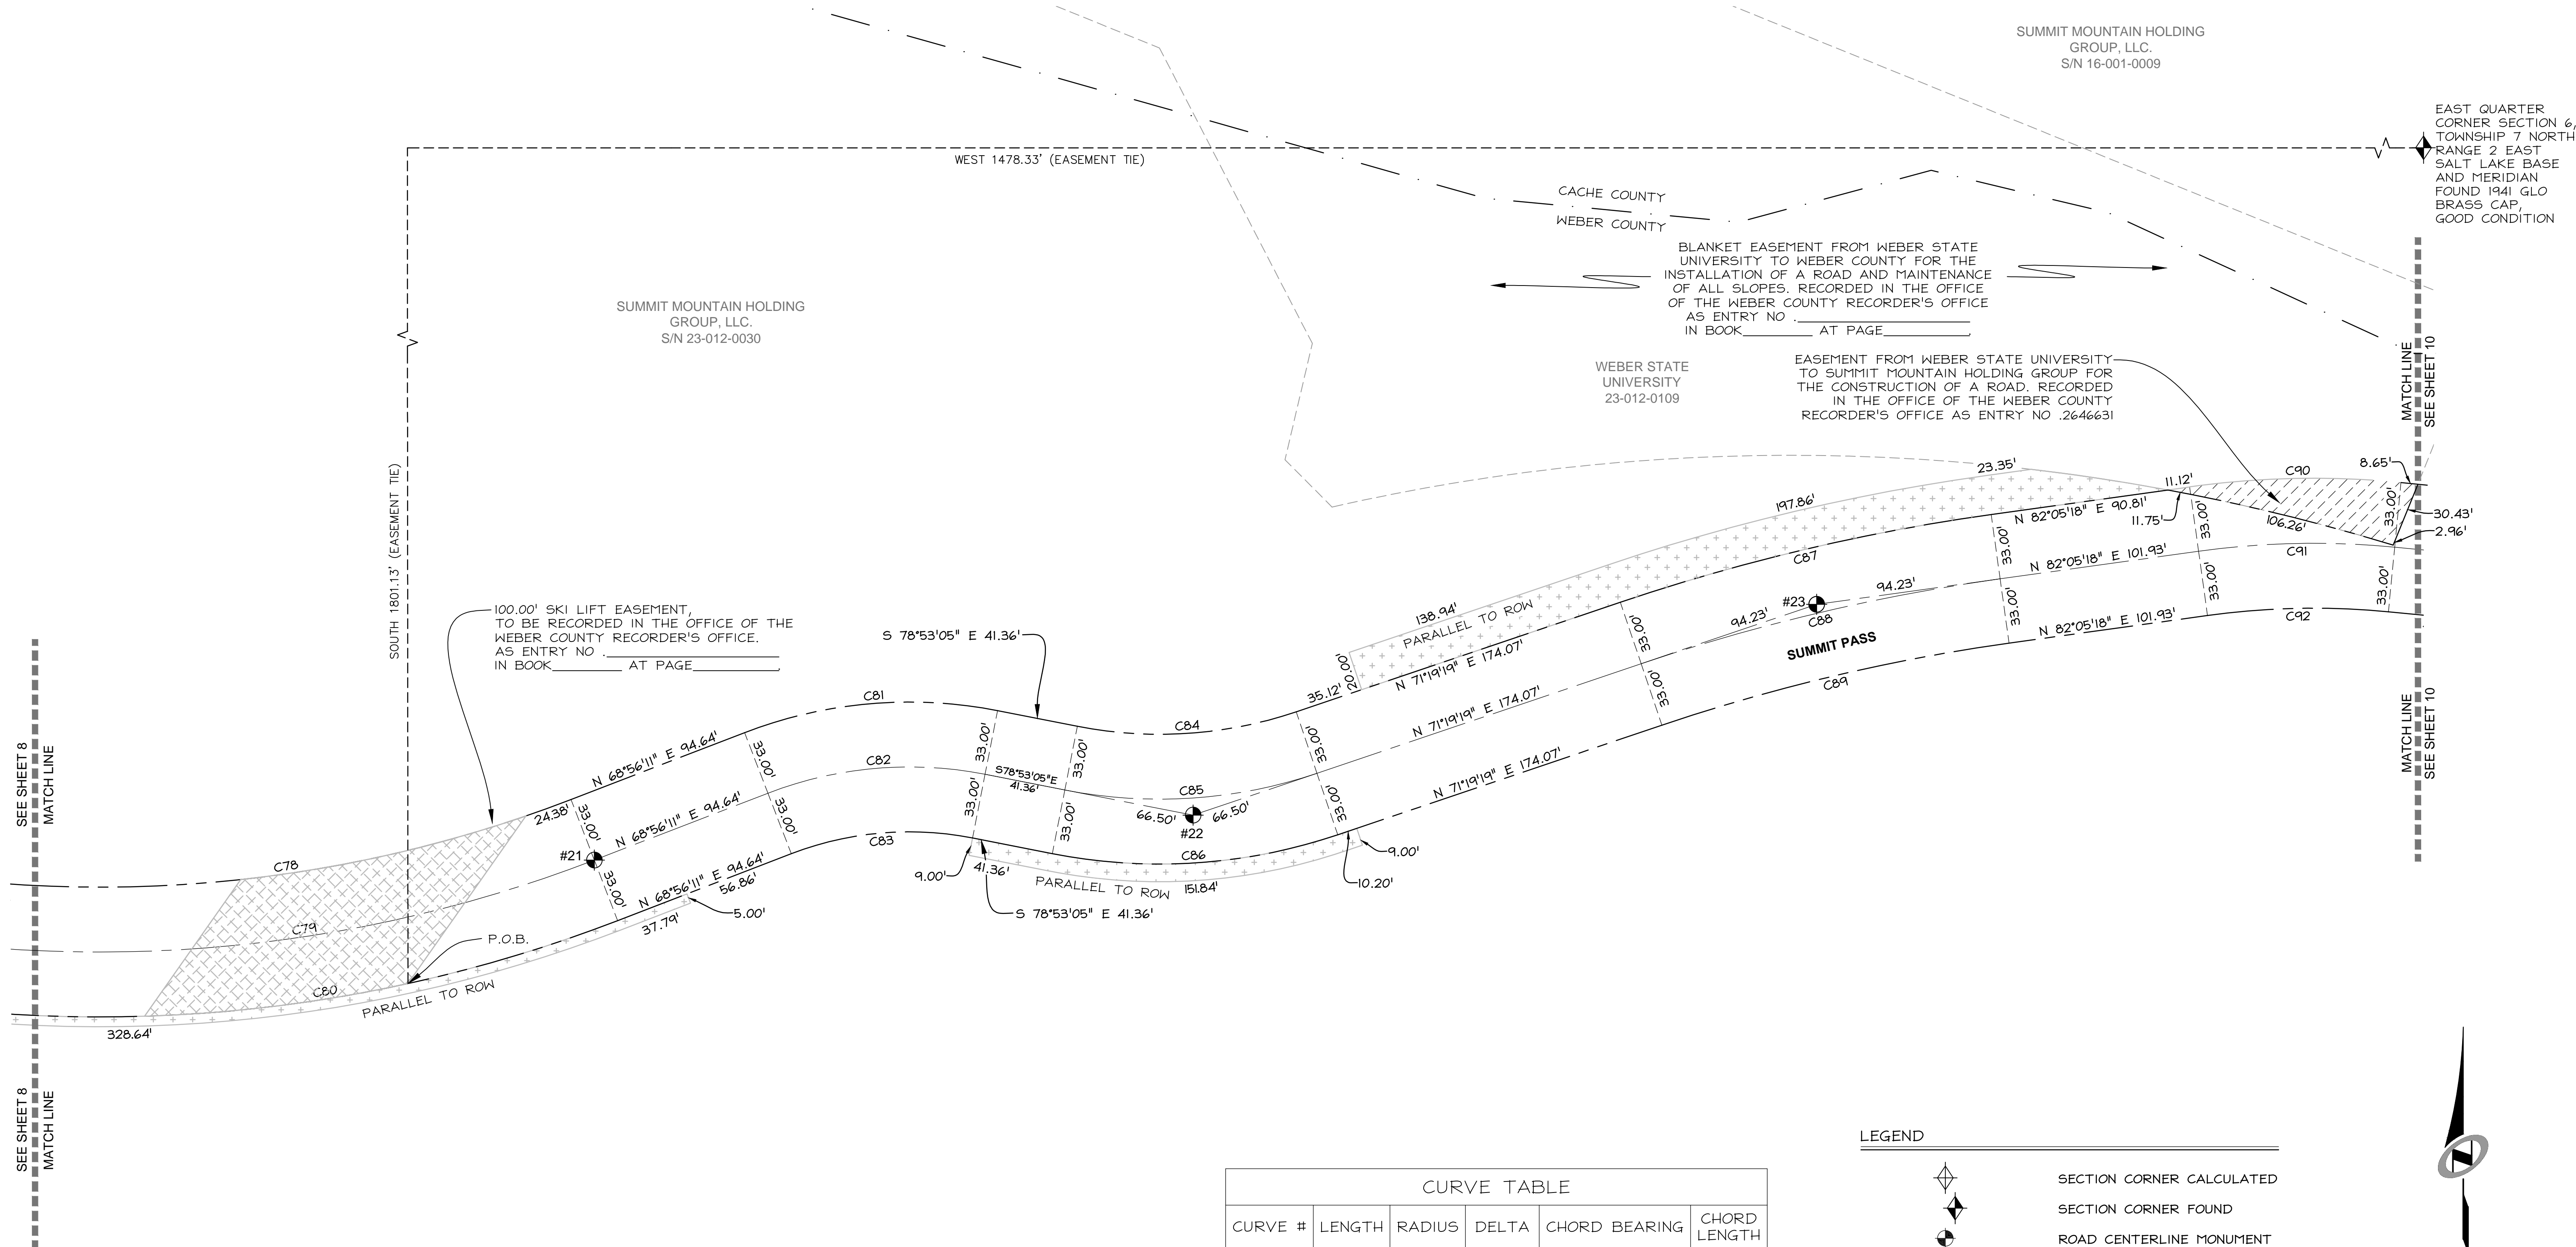 SUMMIT MOUNTAIN HOLDING
GROUP, LLC.
S/N 16-001-0009
EAST QUARTER
CORNER SECTION 6,
TOWNSHIP 7 NORTH
RANGE 2 EAST
SALT LAKE BASE
AND MERIDIAN
FOUND 1941 GLO
BRASS CAP,
GOOD CONDITION
WEST 1478.33' (EASEMENT TIE)
CACHE COUNTY
WEBER COUNTY
BLANKET EASEMENT FROM WEBER STATE
UNIVERSITY TO WEBER COUNTY FOR THE
INSTALLATION OF A ROAD AND MAINTENANCE
OF ALL SLOPES. RECORDED IN THE OFFICE
OF THE WEBER COUNTY RECORDER'S OFFICE
AS ENTRY NO .
IN BOOK AT PAGE .
SUMMIT MOUNTAIN HOLDING
GROUP, LLC.
S/N 23-012-0030
WEBER STATE
UNIVERSITY
23-012-0109
EASEMENT FROM WEBER STATE UNIVERSITY
TO SUMMIT MOUNTAIN HOLDING GROUP FOR
THE CONSTRUCTION OF A ROAD. RECORDED
IN THE OFFICE OF THE WEBER COUNTY
RECORDER'S OFFICE AS ENTRY NO .2646631
MATCH LINE
SEE SHEET 10
SOUTH 1801.13' (EASEMENT TIE)
100.00' SKI LIFT EASEMENT,
TO BE RECORDED IN THE OFFICE OF THE
WEBER COUNTY RECORDER'S OFFICE.
AS ENTRY NO .
IN BOOK AT PAGE .
S 78°53'05" E 41.36'
23.35'
197.86'
138.94'
PARALLEL TO ROW
20.00'
35.12'
N 71°19'19" E 174.07'
C87
N 82°05'18" E 90.81'
11.12'
11.75'
C90
8.65'
33.00'
30.43'
2.96'
106.26'
33.00'
C91
33.00'
33.00'
N 82°05'18" E 101.93'
33.00'
94.23'
#23
94.23'
C88
SUMMIT PASS
33.00'
N 82°05'18" E 101.93'
C92
C89
33.00'
33.00'
N 71°19'19" E 174.07'
N 71°19'19" E 174.07'
MATCH LINE
SEE SHEET 10
SEE SHEET 8
MATCH LINE
C78
C79
C80
24.38'
33.00'
#21
33.00'
N 68°56'11" E 94.64'
N 68°56'11" E 94.64'
N 68°56'11" E 94.64'
56.86'
37.79'
5.00'
33.00'
33.00'
C81
C82
C83
33.00'
33.00'
S78°53'05"E
41.36'
33.00'
33.00'
C84
C85
66.50'
66.50'
#22
C86
33.00'
33.00'
9.00'
10.20'
9.00'
41.36'
PARALLEL TO ROW
151.84'
S 78°53'05" E 41.36'
P.O.B.
PARALLEL TO ROW
328.64'
SEE SHEET 8
MATCH LINE
CURVE TABLE
CURVE # LENGTH RADIUS DELTA CHORD BEARING CHORD
LENGTH
LEGEND
SECTION CORNER CALCULATED
SECTION CORNER FOUND
ROAD CENTERLINE MONUMENT
N